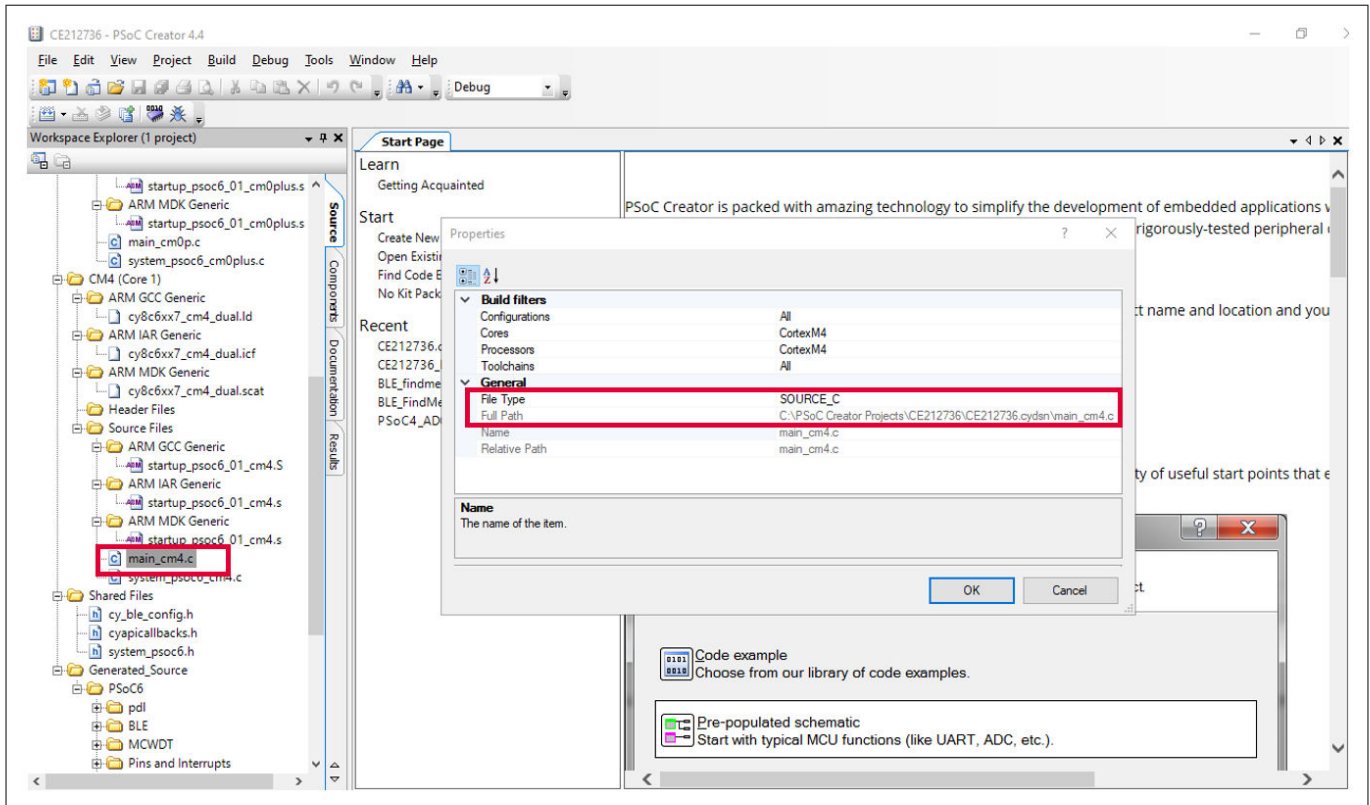 CE212736 - PSoC Creator 4.4
File Edit View Project Build Debug Tools Window Help
Debug
Workspace Explorer (1 project)
startup_psoc6_01_cm0plus.s
ARM MDK Generic
startup_psoc6_01_cm0plus.s
main_cm0p.c
system_psoc6_cm0plus.c
CM4 (Core 1)
ARM GCC Generic
cy8c6xx7_cm4_dual.ld
ARM IAR Generic
cy8c6xx7_cm4_dual.icf
ARM MDK Generic
cy8c6xx7_cm4_dual.scat
Header Files
Source Files
ARM GCC Generic
startup_psoc6_01_cm4.S
ARM IAR Generic
startup_psoc6_01_cm4.s
ARM MDK Generic
startup_psoc6_01_cm4.s
main_cm4.c
system_psoc6_cm4.c
Shared Files
cy_ble_config.h
cyapicallbacks.h
system_psoc6.h
Generated_Source
PSoC6
pdl
BLE
MCWDT
Pins and Interrupts
Source
Components
Documentation
Results
Start Page
Learn
Getting Acquainted
Start
Create New
Open Existi
Find Code E
No Kit Pack
Recent
CE212736.c
CE212736_
BLE_findme
BLE_FindMe
PSoC4_AD
PSoC Creator is packed with amazing technology to simplify the development of embedded applications
rigorously-tested peripheral
ct name and location and you
ty of useful start points that e
ct.
Properties
Build filters
Configurations All
Cores CortexM4
Processors CortexM4
Toolchains All
General
File Type SOURCE_C
Full Path C:\PSoC Creator Projects\CE212736\CE212736.cydsn\main_cm4.c
Name main_cm4.c
Relative Path main_cm4.c
Name
The name of the item.
OK Cancel
Code example
Choose from our library of code examples.
Pre-populated schematic
Start with typical MCU functions (like UART, ADC, etc.).